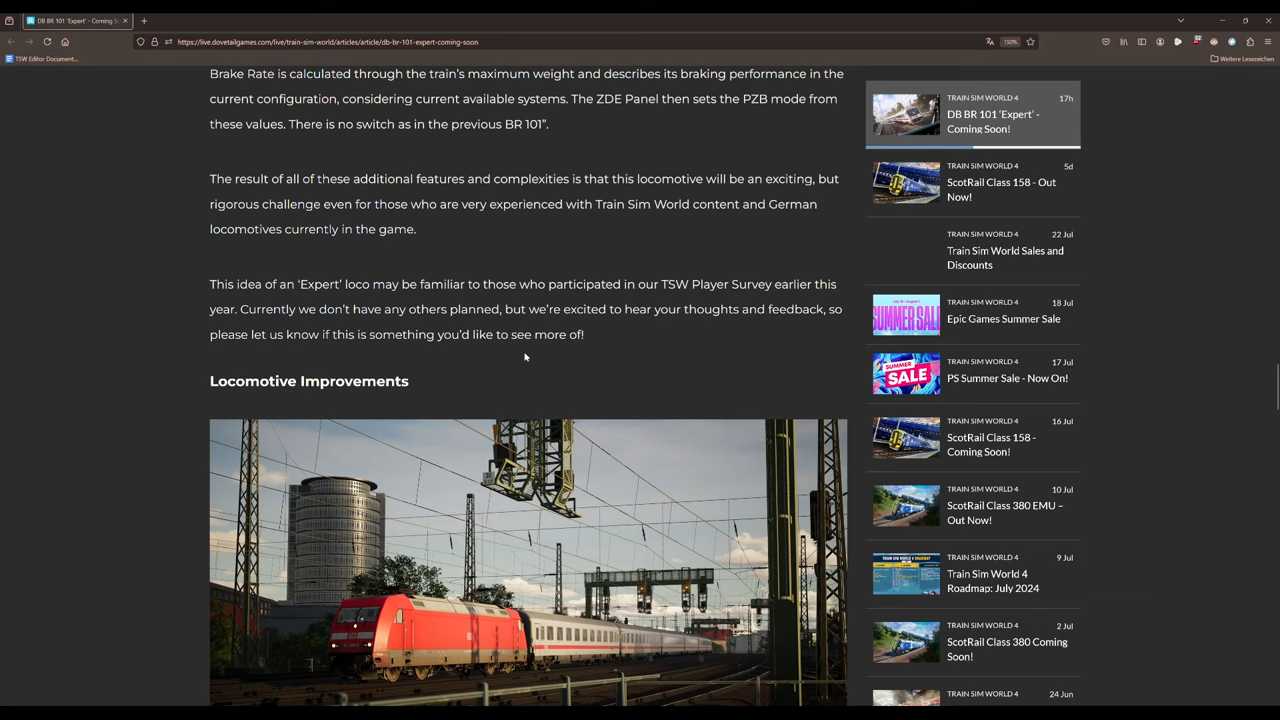 DB BR 101 'Expert' - Coming S
https://live.dovetailgames.com/live/train-sim-world/articles/article/db-br-101-expert-coming-soon
150%
TSW Editor Document...
Weitere Lesezeichen
Brake Rate is calculated through the train's maximum weight and describes its braking performance in the
current configuration, considering current available systems. The ZDE Panel then sets the PZB mode from
these values. There is no switch as in the previous BR 101".
The result of all of these additional features and complexities is that this locomotive will be an exciting, but
rigorous challenge even for those who are very experienced with Train Sim World content and German
locomotives currently in the game.
This idea of an 'Expert' loco may be familiar to those who participated in our TSW Player Survey earlier this
year. Currently we don't have any others planned, but we're excited to hear your thoughts and feedback, so
please let us know if this is something you'd like to see more of!
Locomotive Improvements
TRAIN SIM WORLD 4 17h
DB BR 101 'Expert' -
Coming Soon!
TRAIN SIM WORLD 4 5d
ScotRail Class 158 - Out
Now!
TRAIN SIM WORLD 4 22 Jul
Train Sim World Sales and
Discounts
TRAIN SIM WORLD 4 18 Jul
Epic Games Summer Sale
SUMMER SALE
TRAIN SIM WORLD 4 17 Jul
PS Summer Sale - Now On!
SUMMER
SALE
TRAIN SIM WORLD 4 16 Jul
ScotRail Class 158 -
Coming Soon!
TRAIN SIM WORLD 4 10 Jul
ScotRail Class 380 EMU –
Out Now!
TRAIN SIM WORLD 4 9 Jul
Train Sim World 4
Roadmap: July 2024
TRAIN SIM WORLD 4 2 Jul
ScotRail Class 380 Coming
Soon!
TRAIN SIM WORLD 4 24 Jun